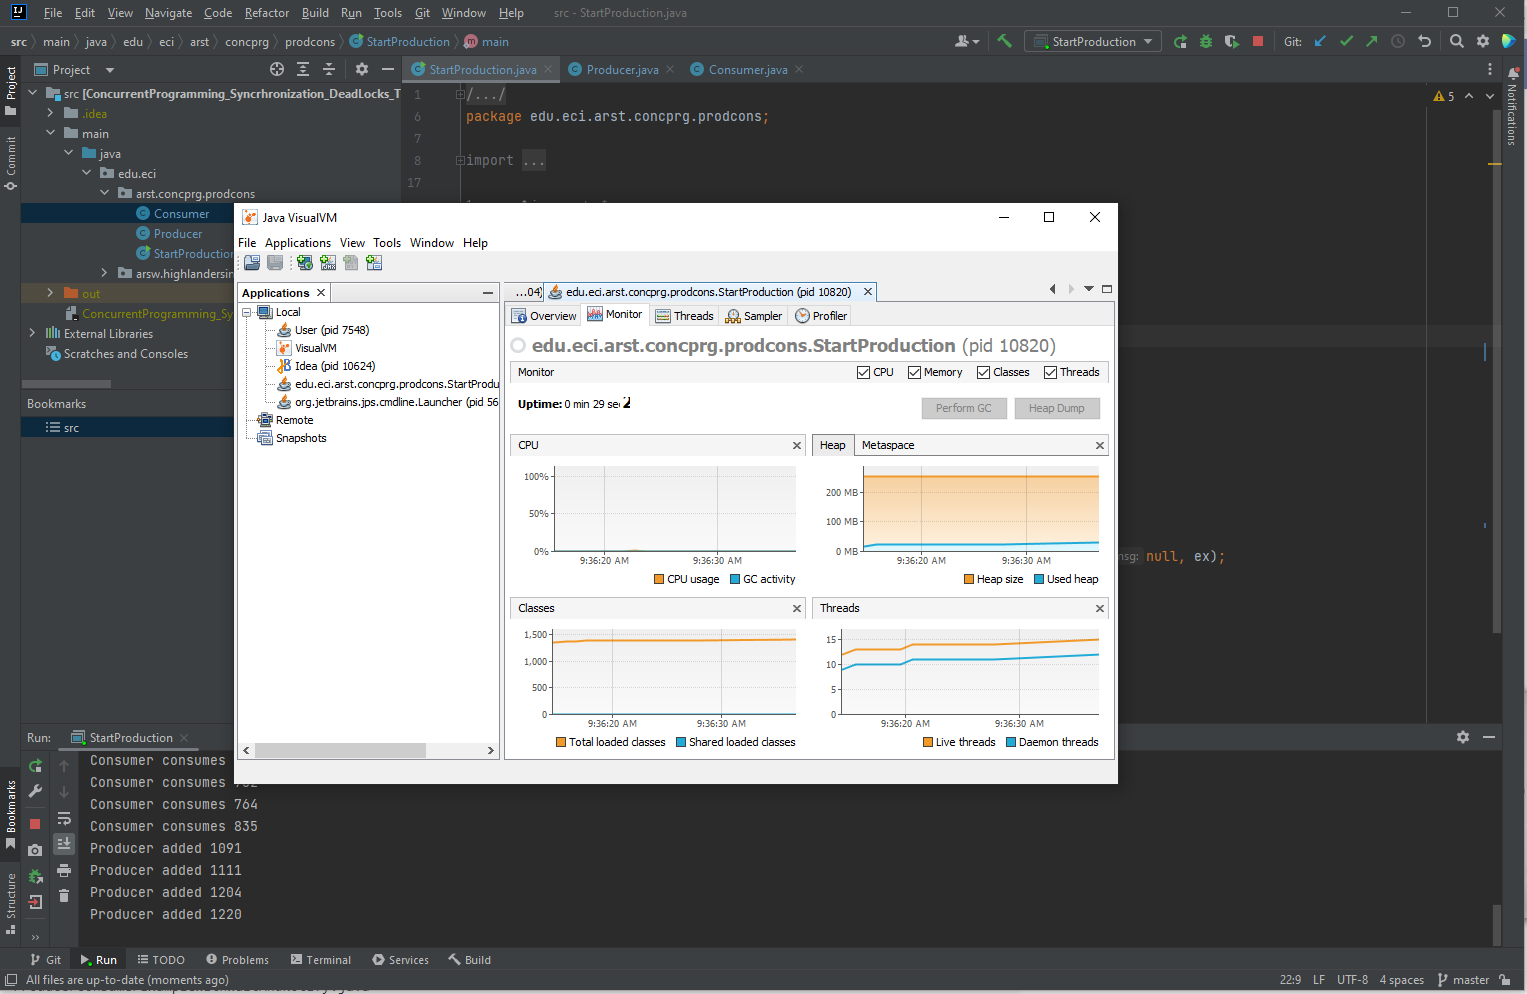 IJ File Edit View Navigate Code Refactor Build Run Tools Git Window Help src - StartProduction.java
src main java edu eci arst concprg prodcons StartProduction main StartProduction Git:
Project
StartProduction.java Producer.java Consumer.java
src [ConcurrentProgramming_Syncrhronization_DeadLocks_T
.idea
main
java
edu.eci
arst.concprg.prodcons
Consumer
Producer
StartProduction
arsw.highlandersin
out
ConcurrentProgramming_Sy
External Libraries
Scratches and Consoles
Bookmarks
src
Project
Commit
Bookmarks
Structure
Notifications
1 /.../
5
6 package edu.eci.arst.concprg.prodcons;
7
8 import ...
17
msg: null, ex);
Java VisualVM
File Applications View Tools Window Help
Applications
Local
User (pid 7548)
VisualVM
Idea (pid 10624)
edu.eci.arst.concprg.prodcons.StartProdu
org.jetbrains.jps.cmdline.Launcher (pid 56
Remote
Snapshots
...04) edu.eci.arst.concprg.prodcons.StartProduction (pid 10820)
Overview Monitor Threads Sampler Profiler
edu.eci.arst.concprg.prodcons.StartProduction (pid 10820)
Monitor CPU Memory Classes Threads
Uptime: 0 min 29 sec
Perform GC Heap Dump
CPU
100%
50%
0%
9:36:20 AM 9:36:30 AM
CPU usage GC activity
Heap Metaspace
200 MB
100 MB
0 MB
9:36:20 AM 9:36:30 AM
Heap size Used heap
Classes
1,500
1,000
500
0
9:36:20 AM 9:36:30 AM
Total loaded classes Shared loaded classes
Threads
15
10
5
0
9:36:20 AM 9:36:30 AM
Live threads Daemon threads
Run: StartProduction
Consumer consumes
Consumer consumes
Consumer consumes 764
Consumer consumes 835
Producer added 1091
Producer added 1111
Producer added 1204
Producer added 1220
Git Run TODO Problems Terminal Services Build
All files are up-to-date (moments ago) 22:9 LF UTF-8 4 spaces master